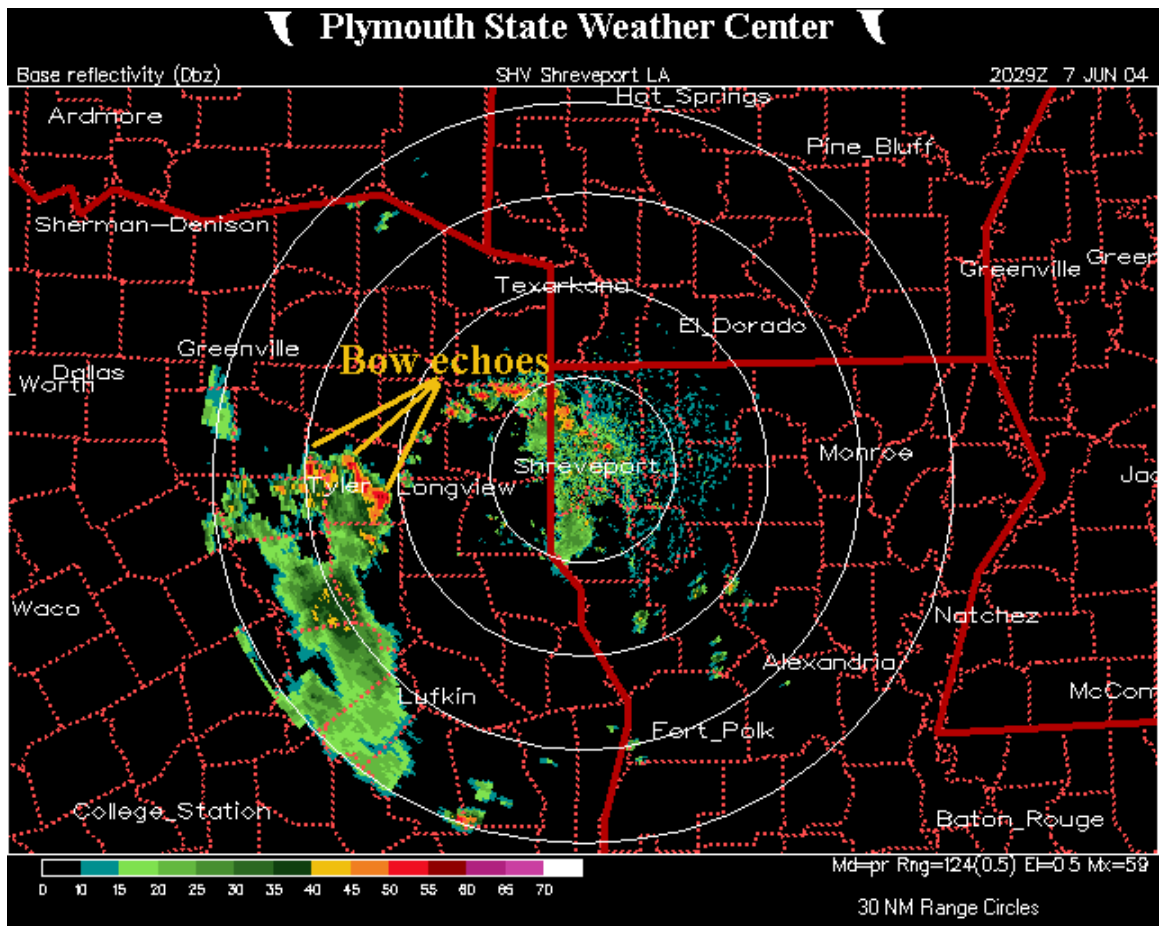 Plymouth State Weather Center
Base reflectivity (Dbz) SHV Shreveport LA 2029Z 7 JUN 04
Hot_Springs
Ardmore
Pine_Bluff
Sherman-Denison
Green
Greenville
Texarkana
El_Dorado
Greenville
Bow echoes
Dallas
_Worth
Monroe
Shreveport
Jac
Tyler Longview
Waco
Natchez
Alexandria
McCom
Lufkin
Fort_Polk
College_Station
Baton_Rouge
Md=pr Rng=124(0.5) El=0.5 Mx=59
0 10 15 20 25 30 35 40 45 50 55 60 65 70
30 NM Range Circles